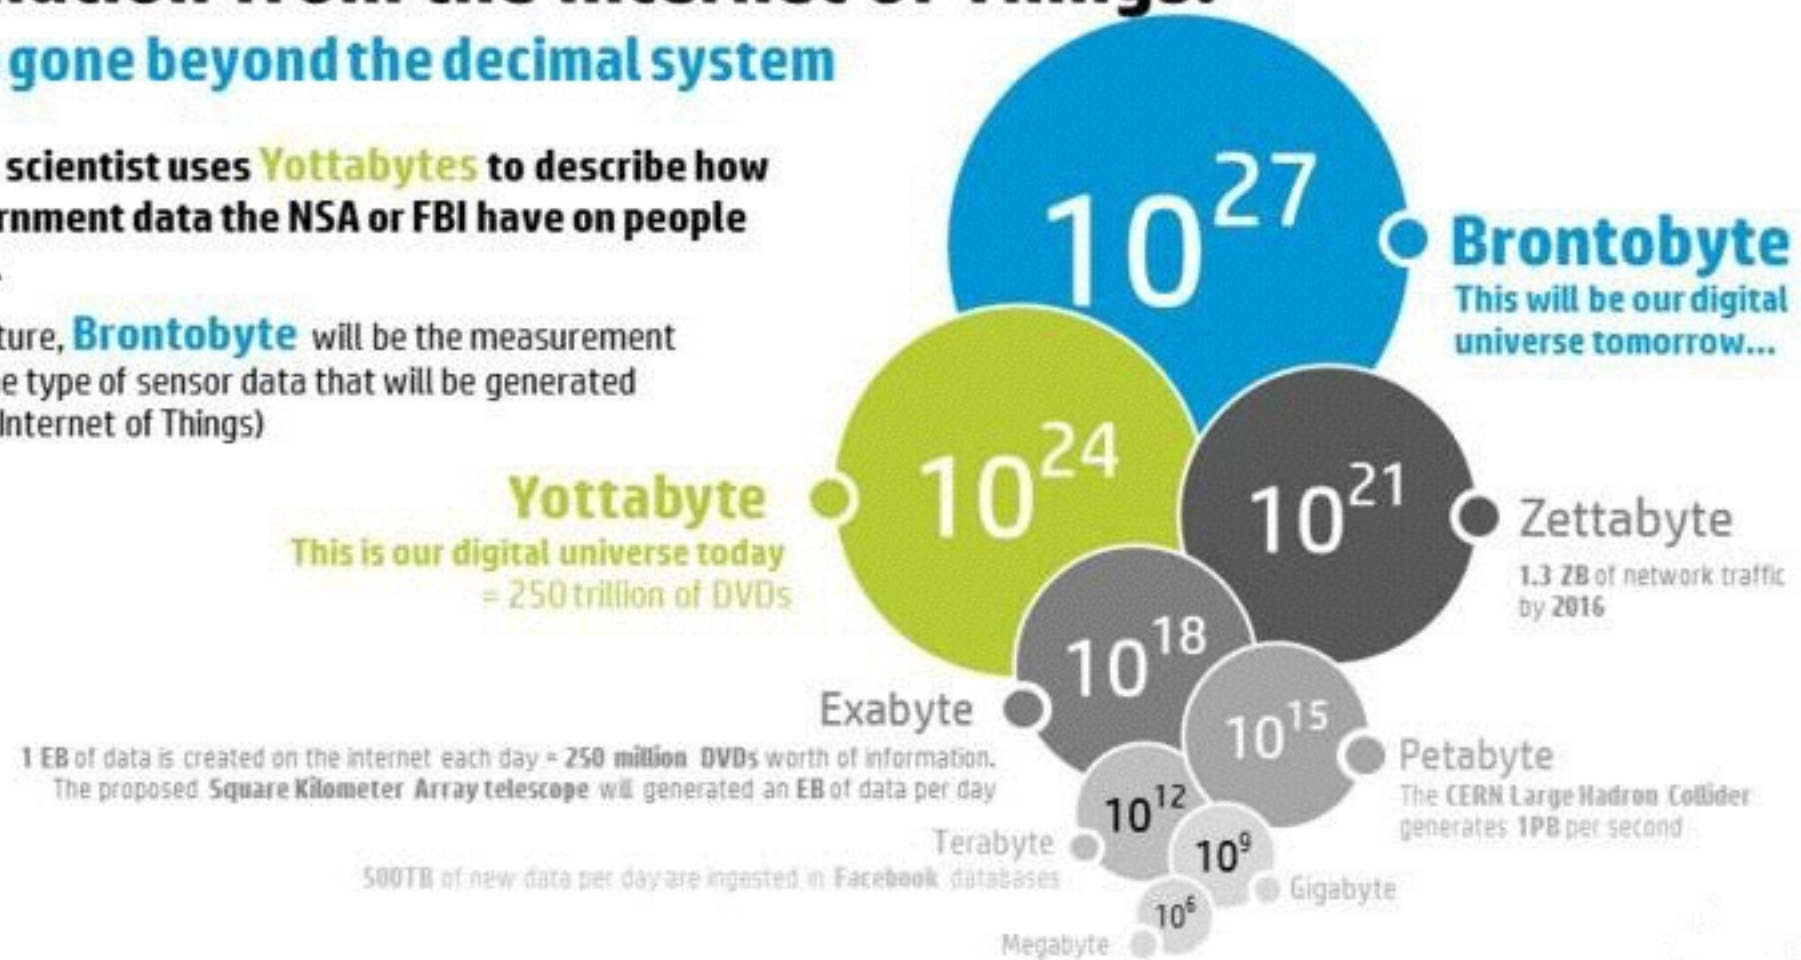 gone beyond the decimal system
scientist uses Yottabytes to describe how
rnment data the NSA or FBI have on people
ture, Brontobyte will be the measurement
e type of sensor data that will be generated
Internet of Things)
10^27
Brontobyte
This will be our digital
universe tomorrow...
10^24
Yottabyte
This is our digital universe today
= 250 trillion of DVDs
10^21
Zettabyte
1.3 ZB of network traffic
by 2016
10^18
Exabyte
1 EB of data is created on the internet each day = 250 million DVDs worth of information.
The proposed Square Kilometer Array telescope will generated an EB of data per day
10^15
Petabyte
The CERN Large Hadron Collider
generates 1PB per second
10^12
Terabyte
500TB of new data per day are ingested in Facebook databases
10^9
Gigabyte
10^6
Megabyte